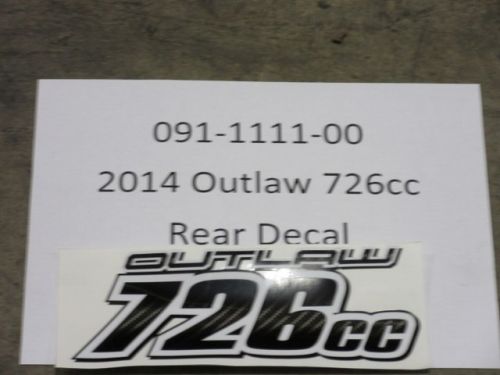 091-1111-00
2014 Outlaw 726cc
Rear Decal
OUTLAW
726cc